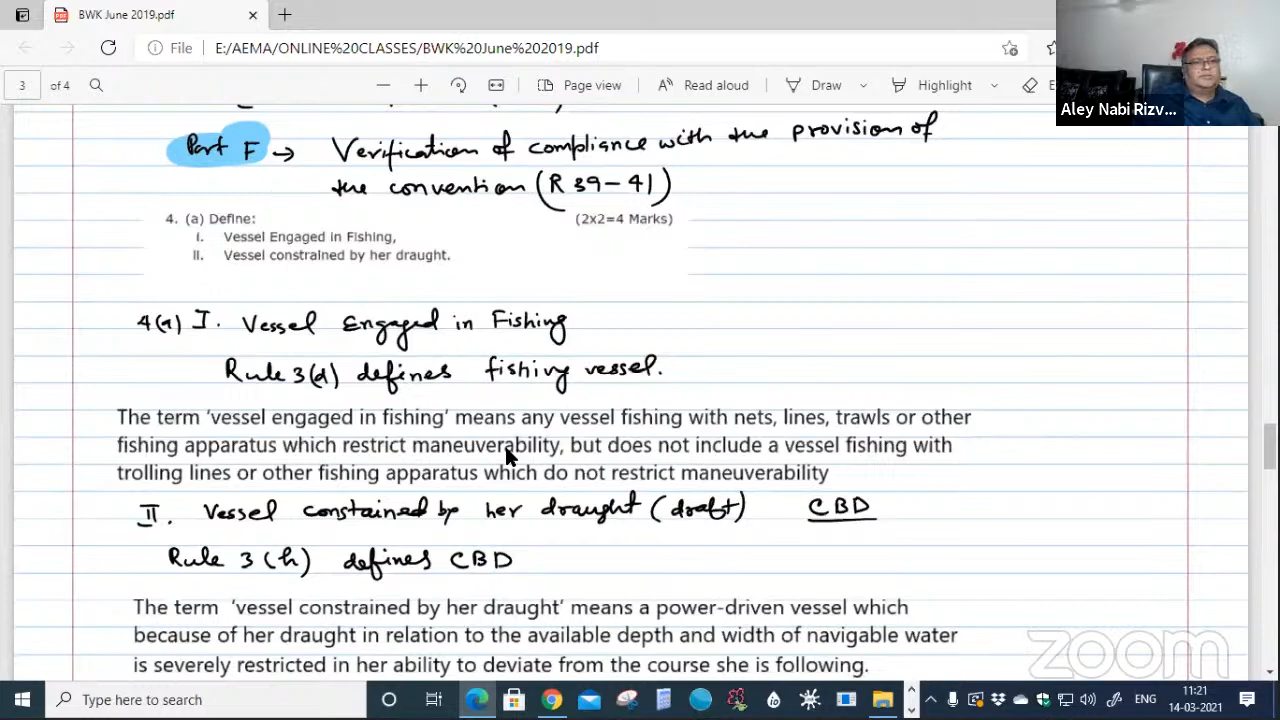 BWK June 2019.pdf
File
E:/AEMA/ONLINE%20CLASSES/BWK%20June%202019.pdf
3 of 4
Page view
Read aloud
Draw
Highlight
E
Aley Nabi Rizv...
Part F → Verification of compliance with the provision of
the convention (R 39-41)
4. (a) Define: (2x2=4 Marks)
I. Vessel Engaged in Fishing,
II. Vessel constrained by her draught.
4(a) I. Vessel Engaged in Fishing
Rule 3(d) defines fishing vessel.
The term ‘vessel engaged in fishing’ means any vessel fishing with nets, lines, trawls or other
fishing apparatus which restrict maneuverability, but does not include a vessel fishing with
trolling lines or other fishing apparatus which do not restrict maneuverability
II. Vessel constained by her draught (draft) CBD
Rule 3(h) defines CBD
The term ‘vessel constrained by her draught’ means a power-driven vessel which
because of her draught in relation to the available depth and width of navigable water
is severely restricted in her ability to deviate from the course she is following.
zoom
Type here to search
ENG
11:21
14-03-2021